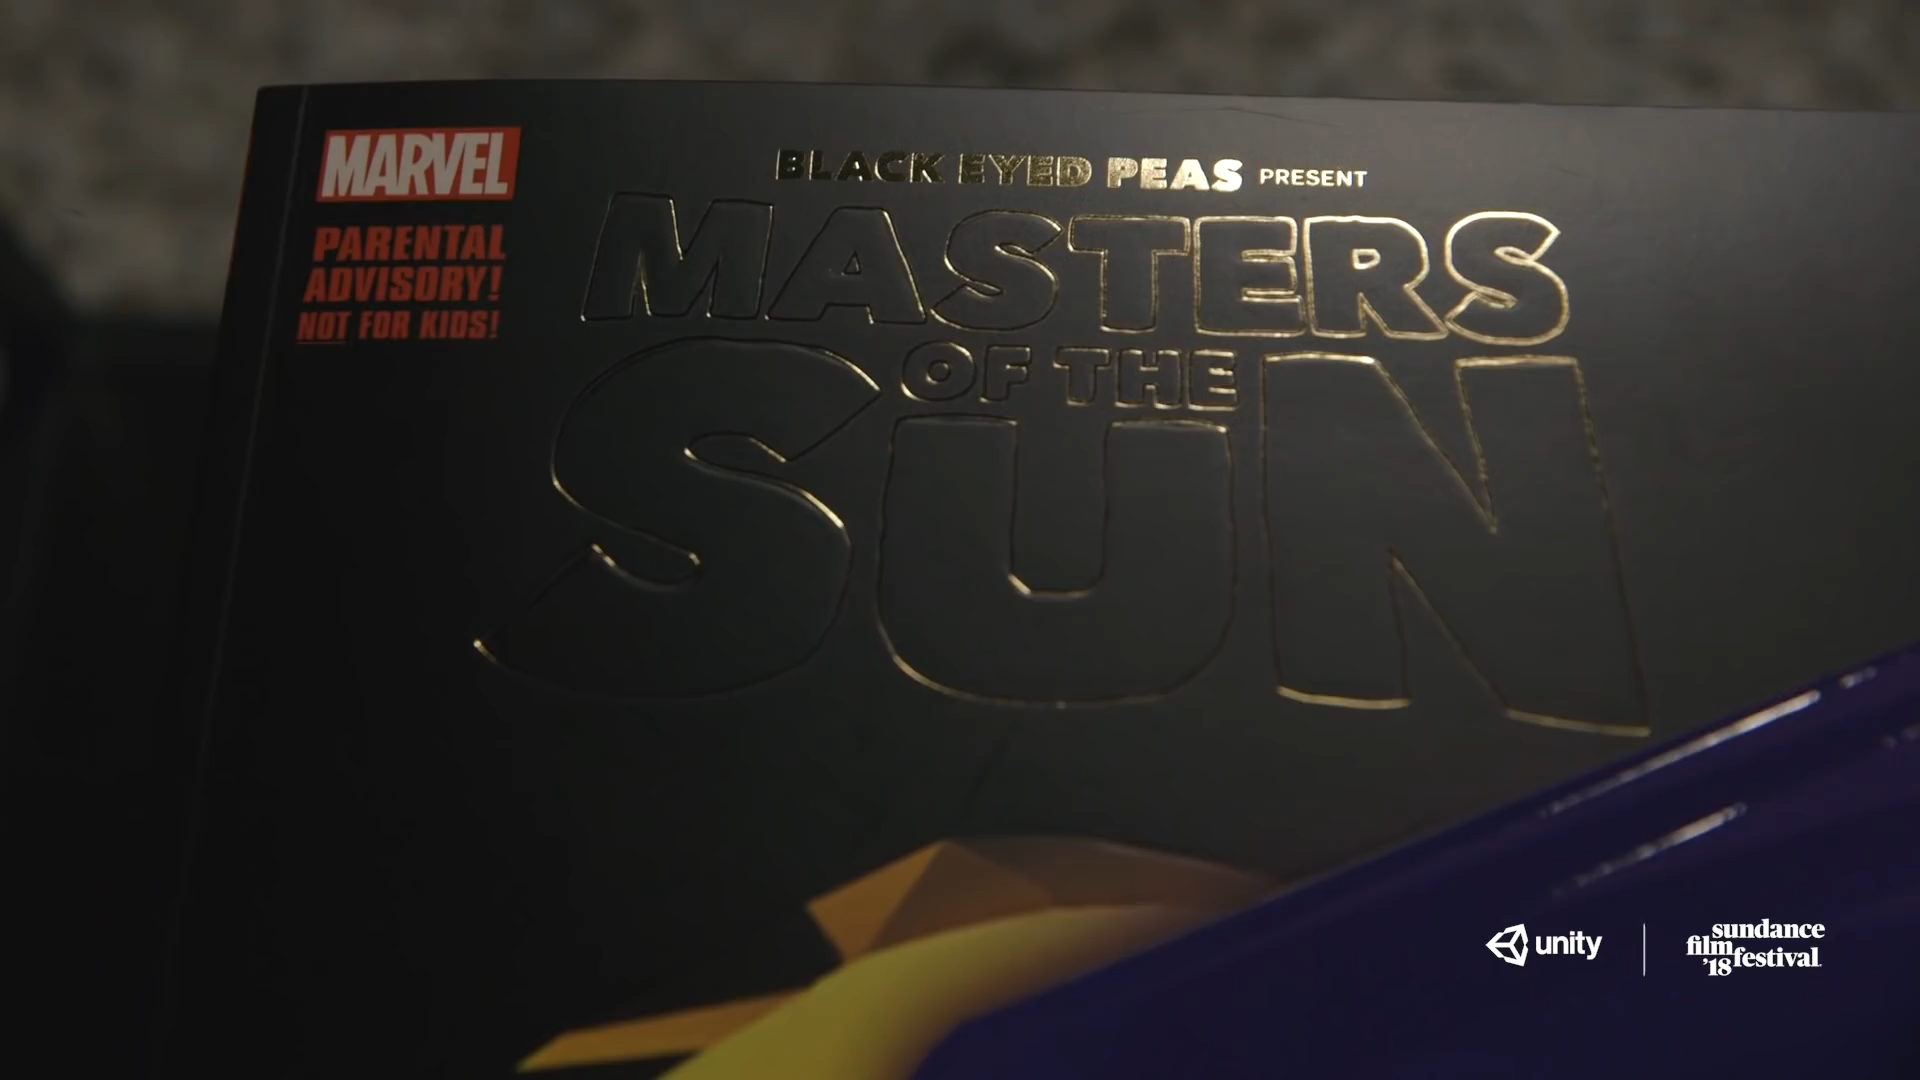 MARVEL
PARENTAL
ADVISORY!
NOT FOR KIDS!
BLACK EYED PEAS PRESENT
MASTERS
OF THE
SUN
unity
sundance
film
'18 festival